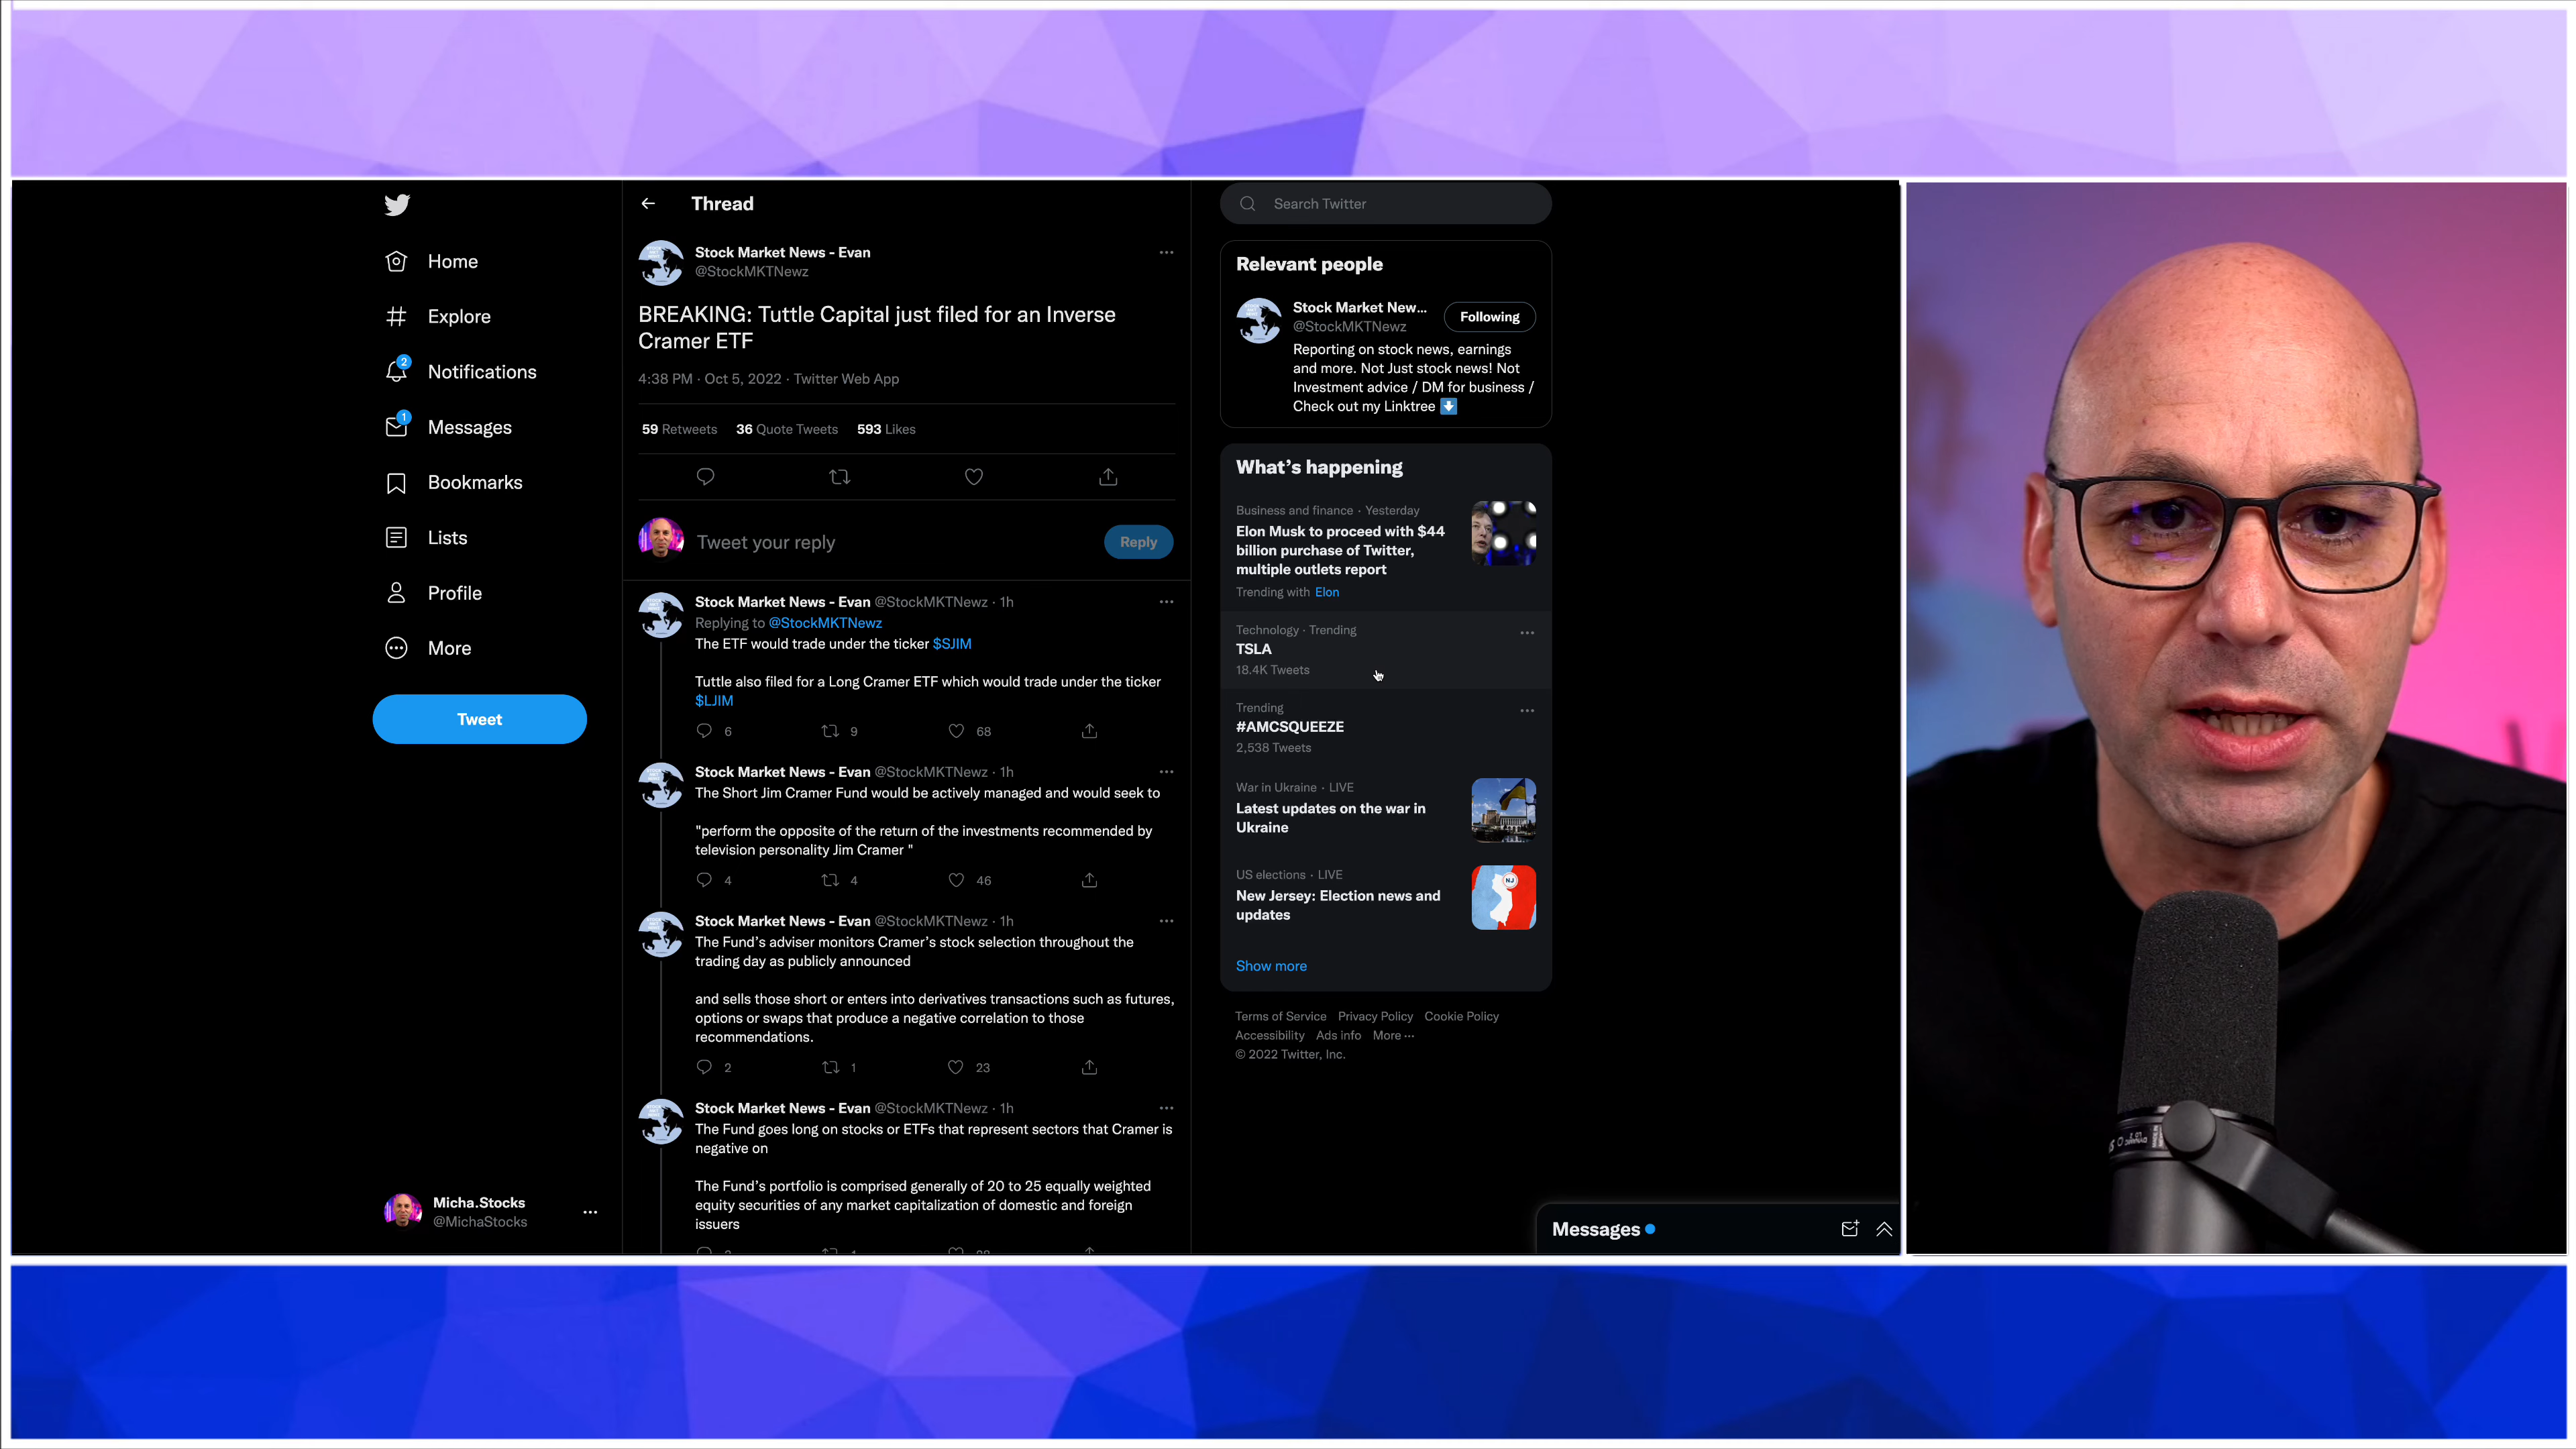 Home
Explore
2
Notifications
1
Messages
Bookmarks
Lists
Profile
More
Tweet
Micha.Stocks
@MichaStocks
Thread
Stock Market News - Evan
@StockMKTNewz
BREAKING: Tuttle Capital just filed for an Inverse
Cramer ETF
4:38 PM · Oct 5, 2022 · Twitter Web App
59 Retweets 36 Quote Tweets 593 Likes
Tweet your reply
Reply
Stock Market News - Evan @StockMKTNewz · 1h
Replying to @StockMKTNewz
The ETF would trade under the ticker $SJIM
Tuttle also filed for a Long Cramer ETF which would trade under the ticker
$LJIM
6 9 68
Stock Market News - Evan @StockMKTNewz · 1h
The Short Jim Cramer Fund would be actively managed and would seek to
"perform the opposite of the return of the investments recommended by
television personality Jim Cramer "
4 4 46
Stock Market News - Evan @StockMKTNewz · 1h
The Fund's adviser monitors Cramer's stock selection throughout the
trading day as publicly announced
and sells those short or enters into derivatives transactions such as futures,
options or swaps that produce a negative correlation to those
recommendations.
2 1 23
Stock Market News - Evan @StockMKTNewz · 1h
The Fund goes long on stocks or ETFs that represent sectors that Cramer is
negative on
The Fund's portfolio is comprised generally of 20 to 25 equally weighted
equity securities of any market capitalization of domestic and foreign
issuers
Search Twitter
Relevant people
Stock Market New...
@StockMKTNewz
Following
Reporting on stock news, earnings
and more. Not Just stock news! Not
Investment advice / DM for business /
Check out my Linktree
What's happening
Business and finance · Yesterday
Elon Musk to proceed with $44
billion purchase of Twitter,
multiple outlets report
Trending with Elon
Technology · Trending
TSLA
18.4K Tweets
Trending
#AMCSQUEEZE
2,538 Tweets
War in Ukraine · LIVE
Latest updates on the war in
Ukraine
US elections · LIVE
New Jersey: Election news and
updates
NJ
Show more
Terms of Service Privacy Policy Cookie Policy
Accessibility Ads info More ···
© 2022 Twitter, Inc.
Messages